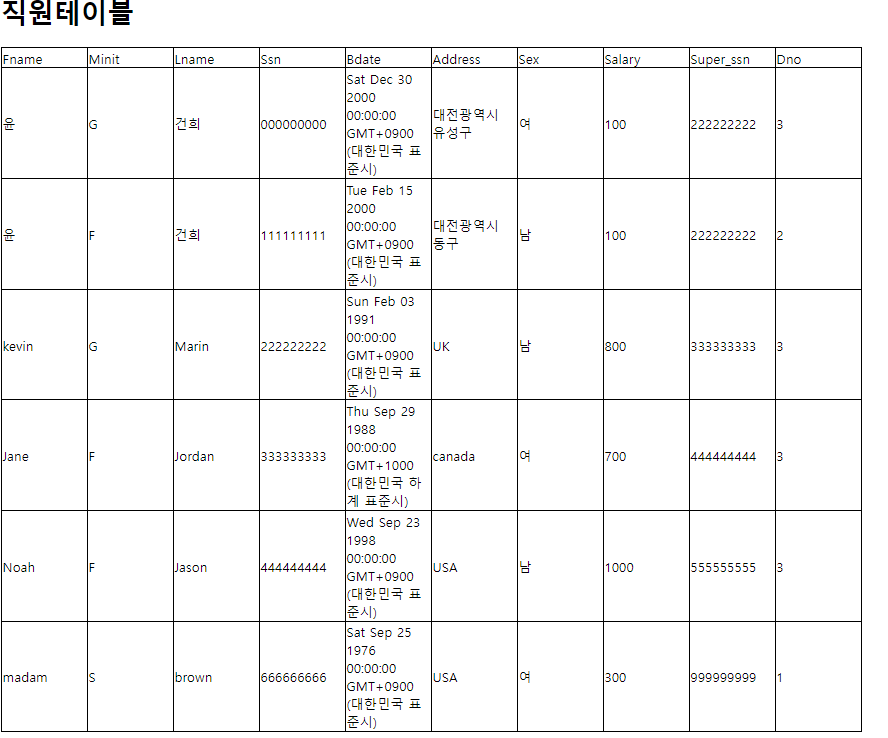 직원테이블
Fname Minit Lname Ssn Bdate Address Sex Salary Super_ssn Dno
윤 G 건희 000000000 Sat Dec 30 2000 00:00:00 GMT+0900 (대한민국 표준시) 대전광역시 유성구 여 100 222222222 3
윤 F 건희 111111111 Tue Feb 15 2000 00:00:00 GMT+0900 (대한민국 표준시) 대전광역시 동구 남 100 222222222 2
kevin G Marin 222222222 Sun Feb 03 1991 00:00:00 GMT+0900 (대한민국 표준시) UK 남 800 333333333 3
Jane F Jordan 333333333 Thu Sep 29 1988 00:00:00 GMT+1000 (대한민국 하계 표준시) canada 여 700 444444444 3
Noah F Jason 444444444 Wed Sep 23 1998 00:00:00 GMT+0900 (대한민국 표준시) USA 남 1000 555555555 3
madam S brown 666666666 Sat Sep 25 1976 00:00:00 GMT+0900 (대한민국 표준시) USA 여 300 999999999 1